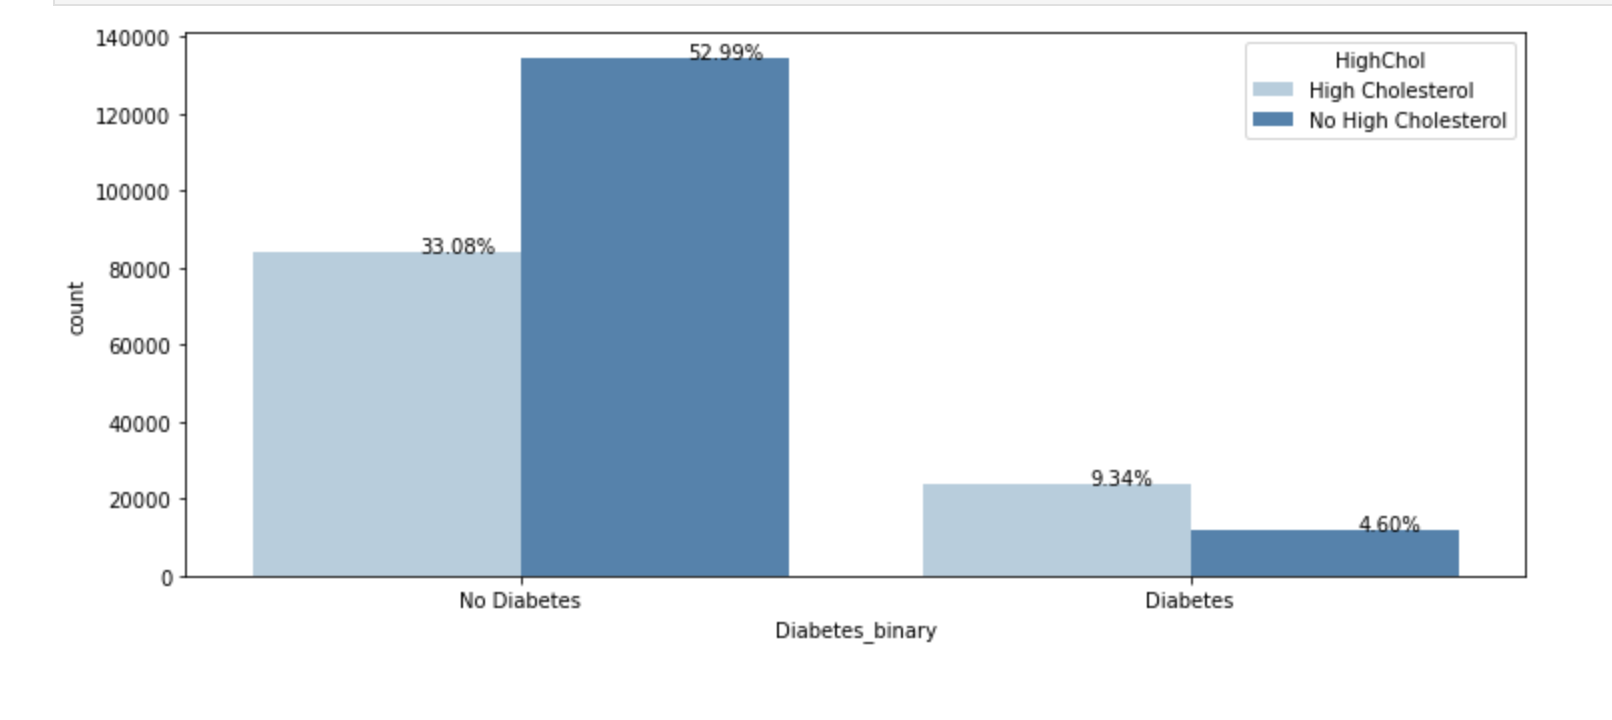 140000
120000
100000
80000
60000
40000
20000
0
count
52.99%
33.08%
9.34%
4.60%
HighChol
High Cholesterol
No High Cholesterol
No Diabetes
Diabetes
Diabetes_binary